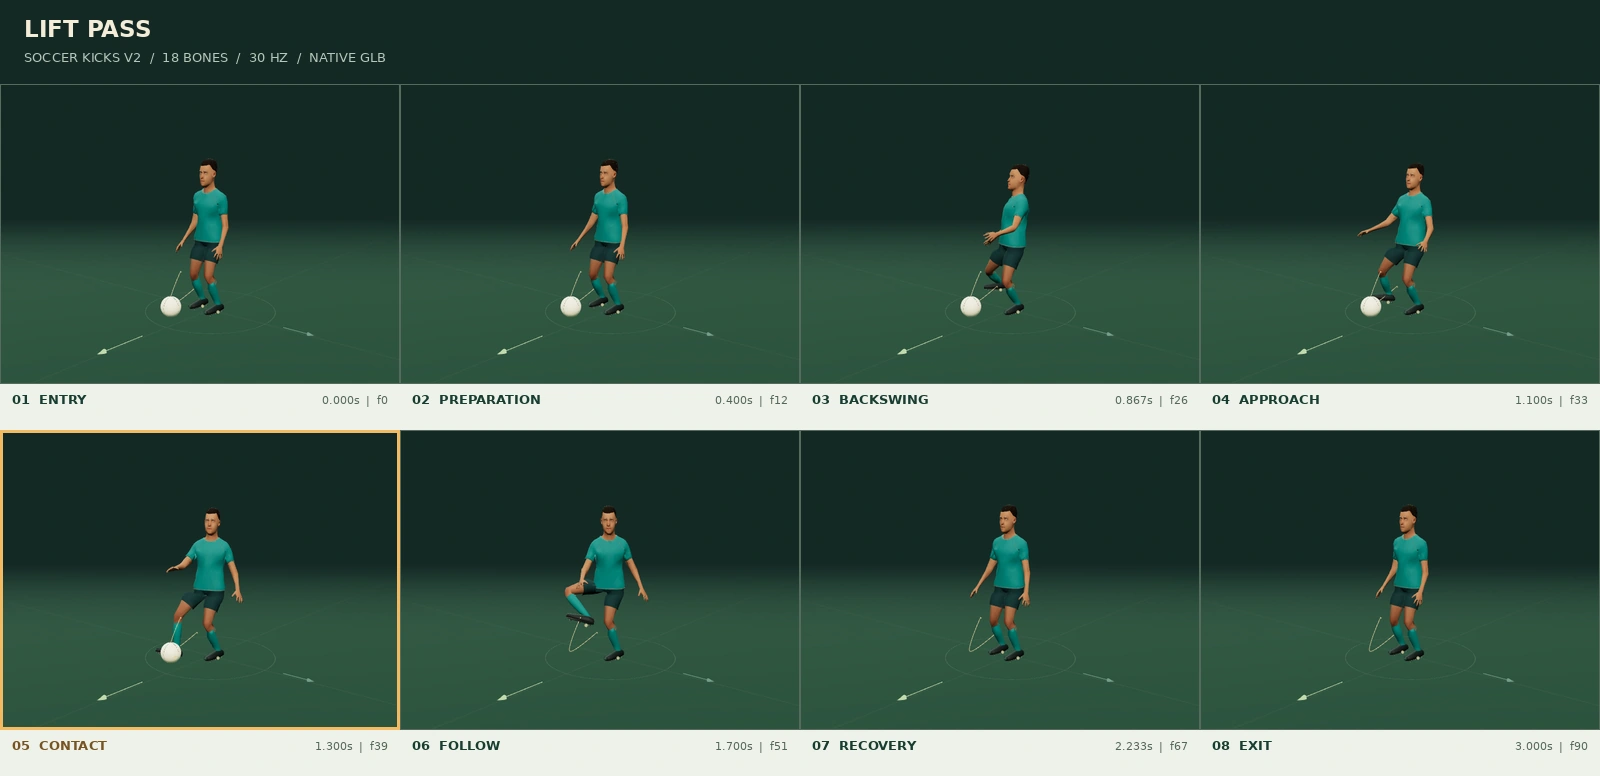 LIFT PASS
SOCCER KICKS V2 / 18 BONES / 30 HZ / NATIVE GLB
01 ENTRY 0.000s | f0
02 PREPARATION 0.400s | f12
03 BACKSWING 0.867s | f26
04 APPROACH 1.100s | f33
05 CONTACT 1.300s | f39
06 FOLLOW 1.700s | f51
07 RECOVERY 2.233s | f67
08 EXIT 3.000s | f90